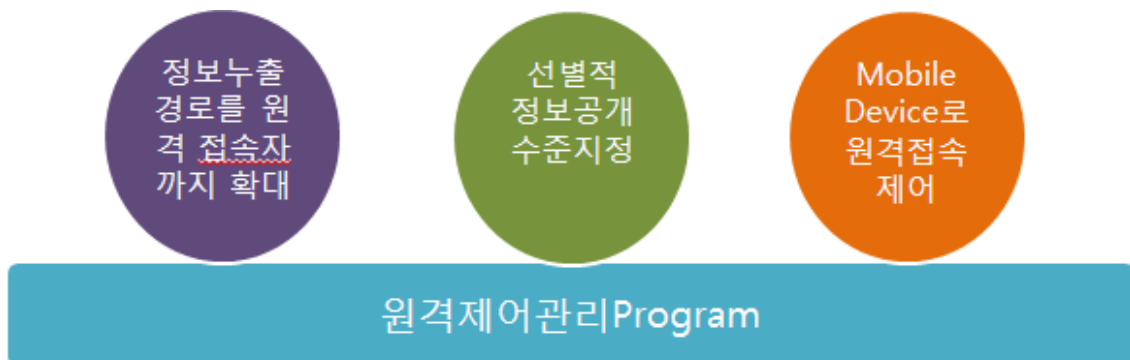 정보누출
경로를 원
격 접속자
까지 확대
선별적
정보공개
수준지정
Mobile
Device로
원격접속
제어
원격제어관리Program